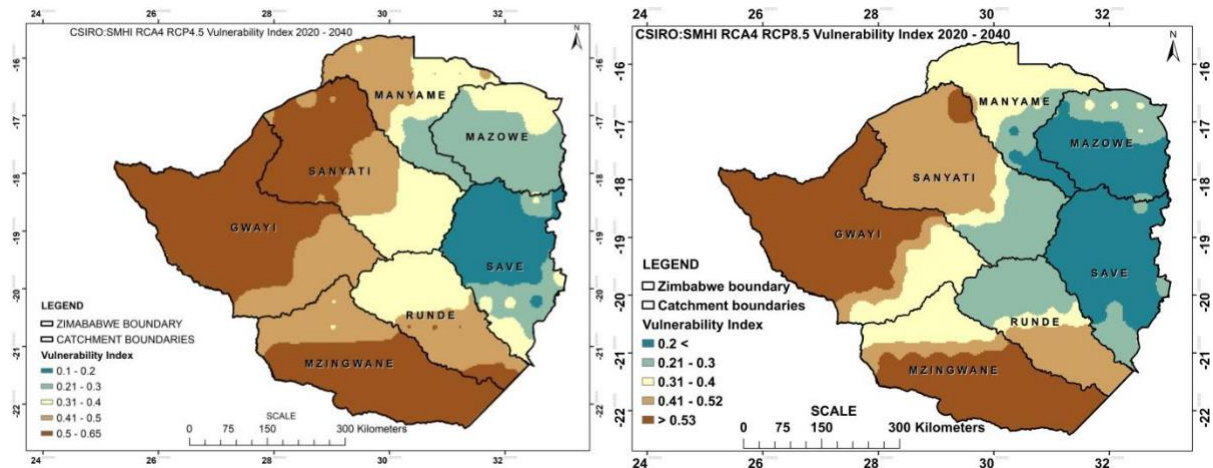 24 26 28 30 32
CSIRO:SMHI RCA4 RCP4.5 Vulnerability Index 2020 - 2040
N
-16
-17
-18
-19
-20
-21
-22
MANYAME
MAZOWE
SANYATI
GWAYI
SAVE
RUNDE
MZINGWANE
LEGEND
ZIMABABWE BOUNDARY
CATCHMENT BOUNDARIES
Vulnerability Index
0.1 - 0.2
0.21 - 0.3
0.31 - 0.4
0.41 - 0.5
0.5 - 0.65
SCALE
0 75 150 300 Kilometers
24 26 28 30 32
26 28 30 32
CSIRO:SMHI RCA4 RCP8.5 Vulnerability Index 2020 - 2040
N
-16
-17
-18
-19
-20
-21
-22
MANYAME
MAZOWE
SANYATI
GWAYI
SAVE
RUNDE
MZINGWANE
LEGEND
Zimbabwe boundary
Catchment boundaries
Vulnerability Index
0.2 <
0.21 - 0.3
0.31 - 0.4
0.41 - 0.52
> 0.53
SCALE
0 75 150 300 Kilometers
24 26 28 30 32